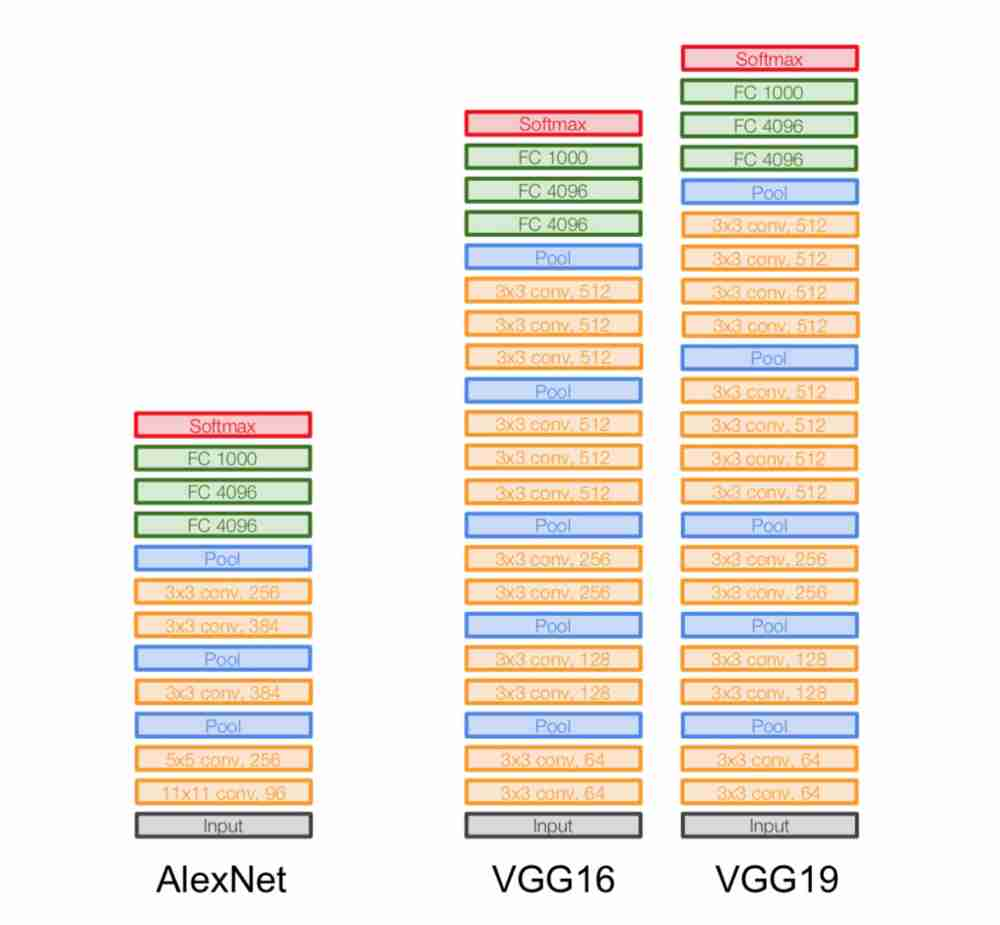 Softmax
FC 1000
FC 4096
FC 4096
Pool
3x3 conv, 256
3x3 conv, 384
Pool
3x3 conv, 384
Pool
5x5 conv, 256
11x11 conv, 96
Input
AlexNet
Softmax
FC 1000
FC 4096
FC 4096
Pool
3x3 conv, 512
3x3 conv, 512
3x3 conv, 512
Pool
3x3 conv, 512
3x3 conv, 512
3x3 conv, 512
Pool
3x3 conv, 256
3x3 conv, 256
Pool
3x3 conv, 128
3x3 conv, 128
Pool
3x3 conv, 64
3x3 conv, 64
Input
VGG16
Softmax
FC 1000
FC 4096
FC 4096
Pool
3x3 conv, 512
3x3 conv, 512
3x3 conv, 512
3x3 conv, 512
Pool
3x3 conv, 512
3x3 conv, 512
3x3 conv, 512
3x3 conv, 512
Pool
3x3 conv, 256
3x3 conv, 256
Pool
3x3 conv, 128
3x3 conv, 128
Pool
3x3 conv, 64
3x3 conv, 64
Input
VGG19